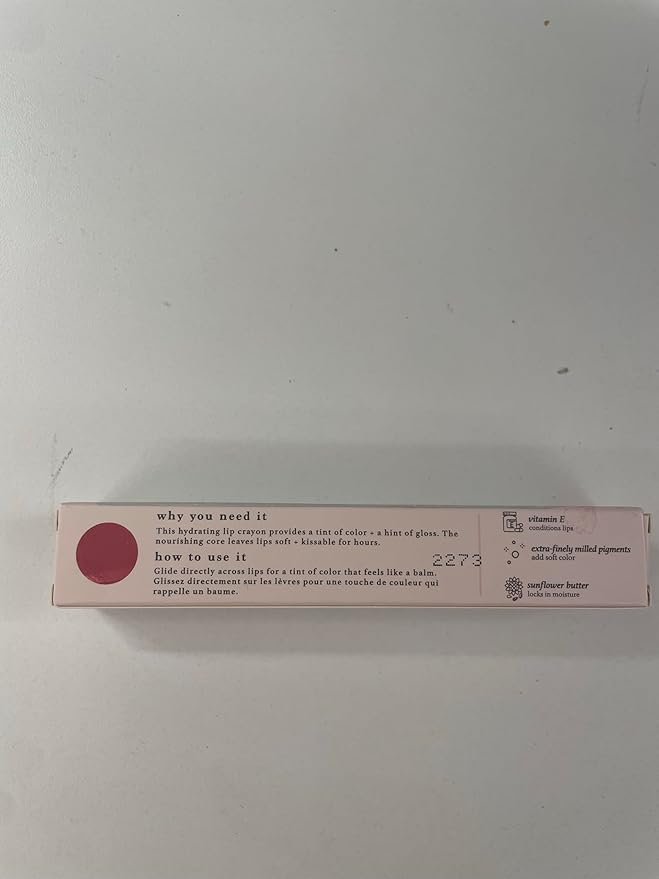 why you need it
This hydrating lip crayon provides a tint of color + a hint of gloss. The
nourishing core leaves lips soft + kissable for hours.
how to use it
2273
Glide directly across lips for a tint of color that feels like a balm.
Glissez directement sur les lèvres pour une touche de couleur qui
rappelle un baume.
vitamin E
conditions lips
extra-finely milled pigments
add soft color
sunflower butter
locks in moisture